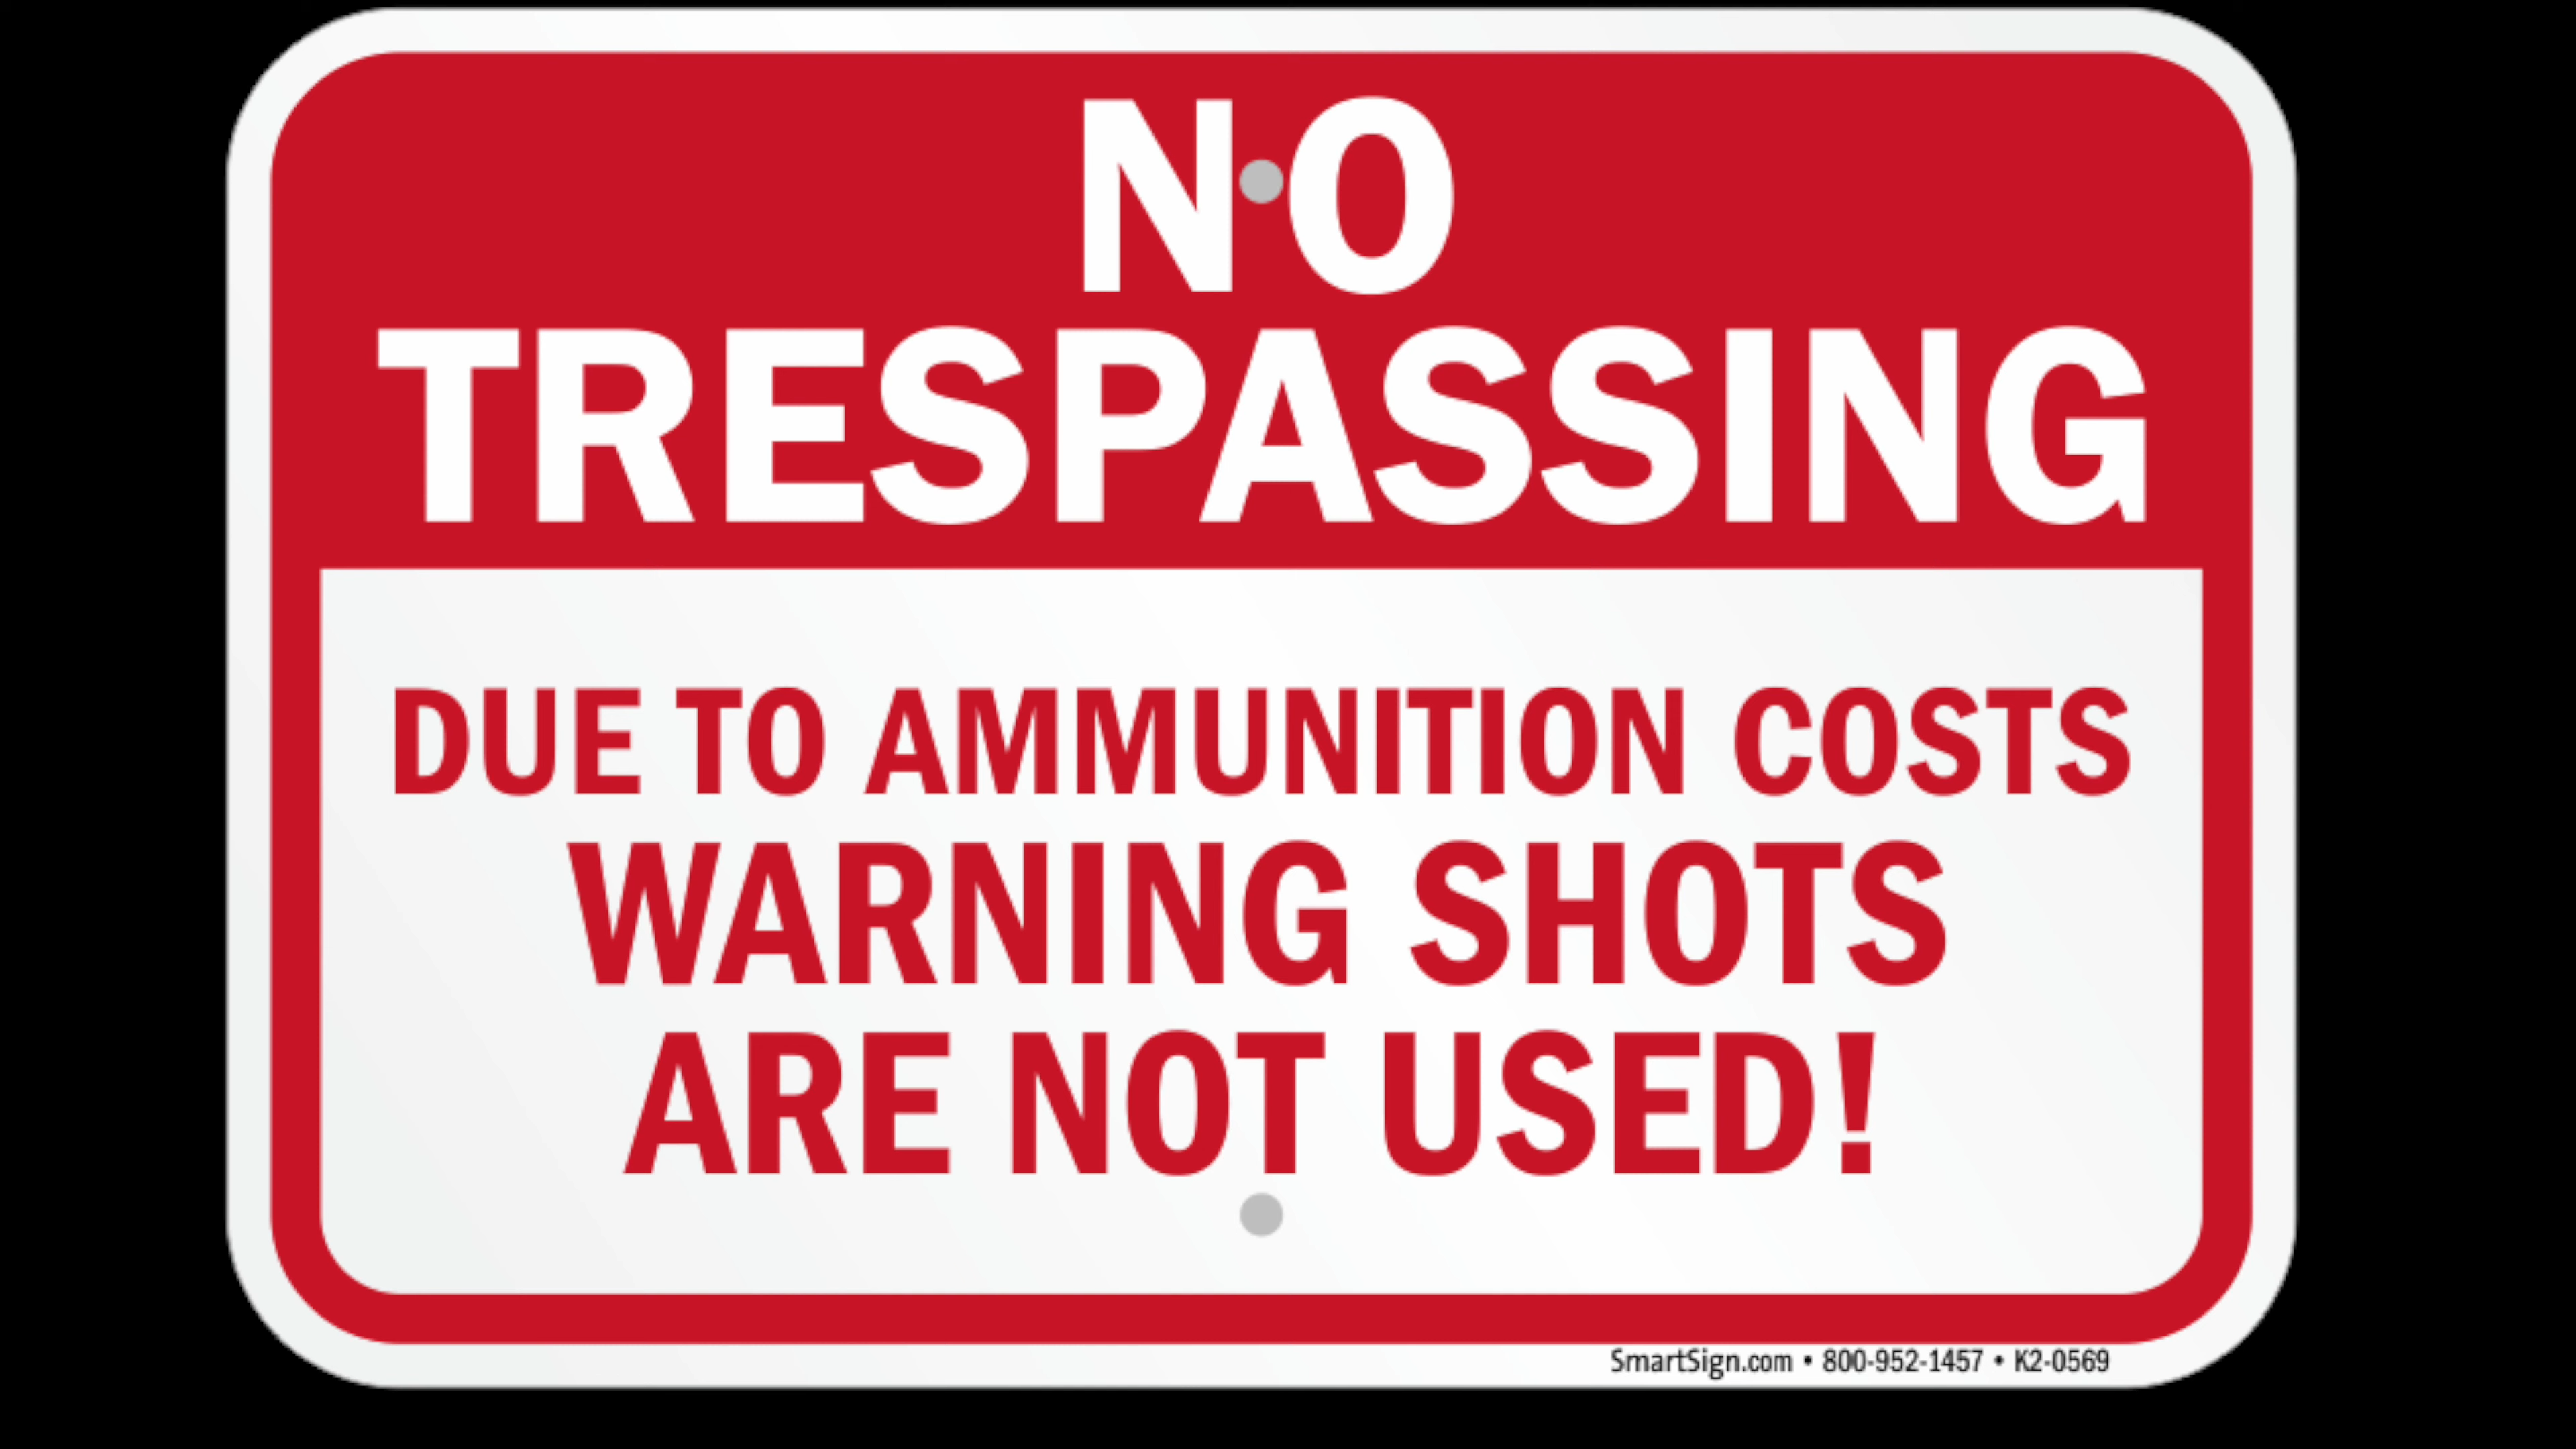 NO
TRESPASSING
DUE TO AMMUNITION COSTS
WARNING SHOTS
ARE NOT USED!
SmartSign.com • 800-952-1457 • K2-0569